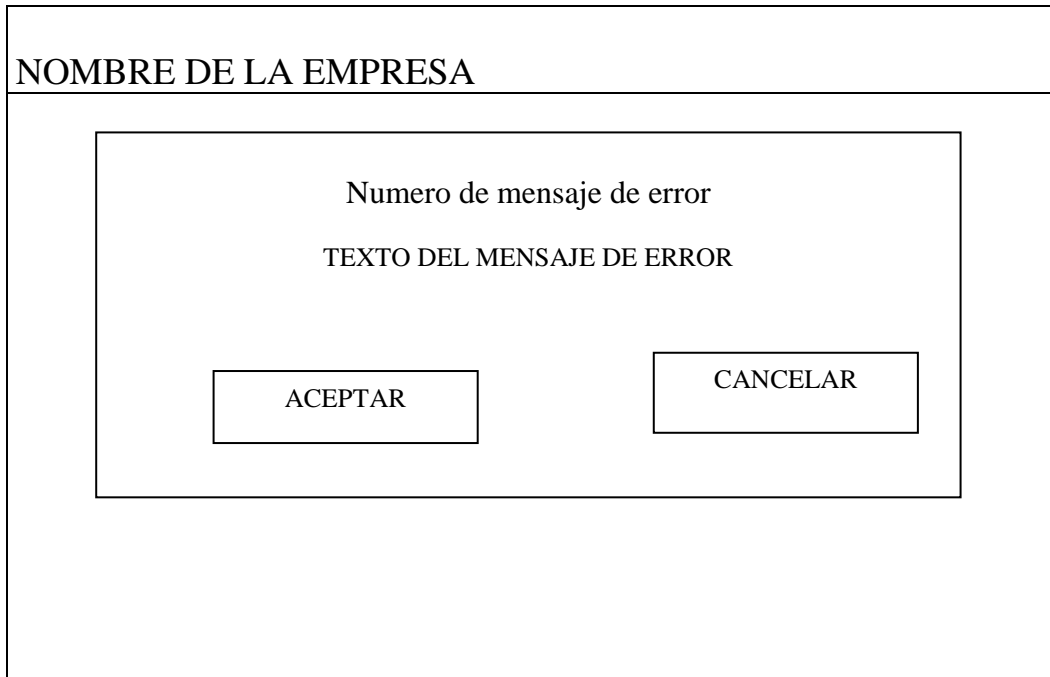 NOMBRE DE LA EMPRESA
Numero de mensaje de error
TEXTO DEL MENSAJE DE ERROR
ACEPTAR
CANCELAR